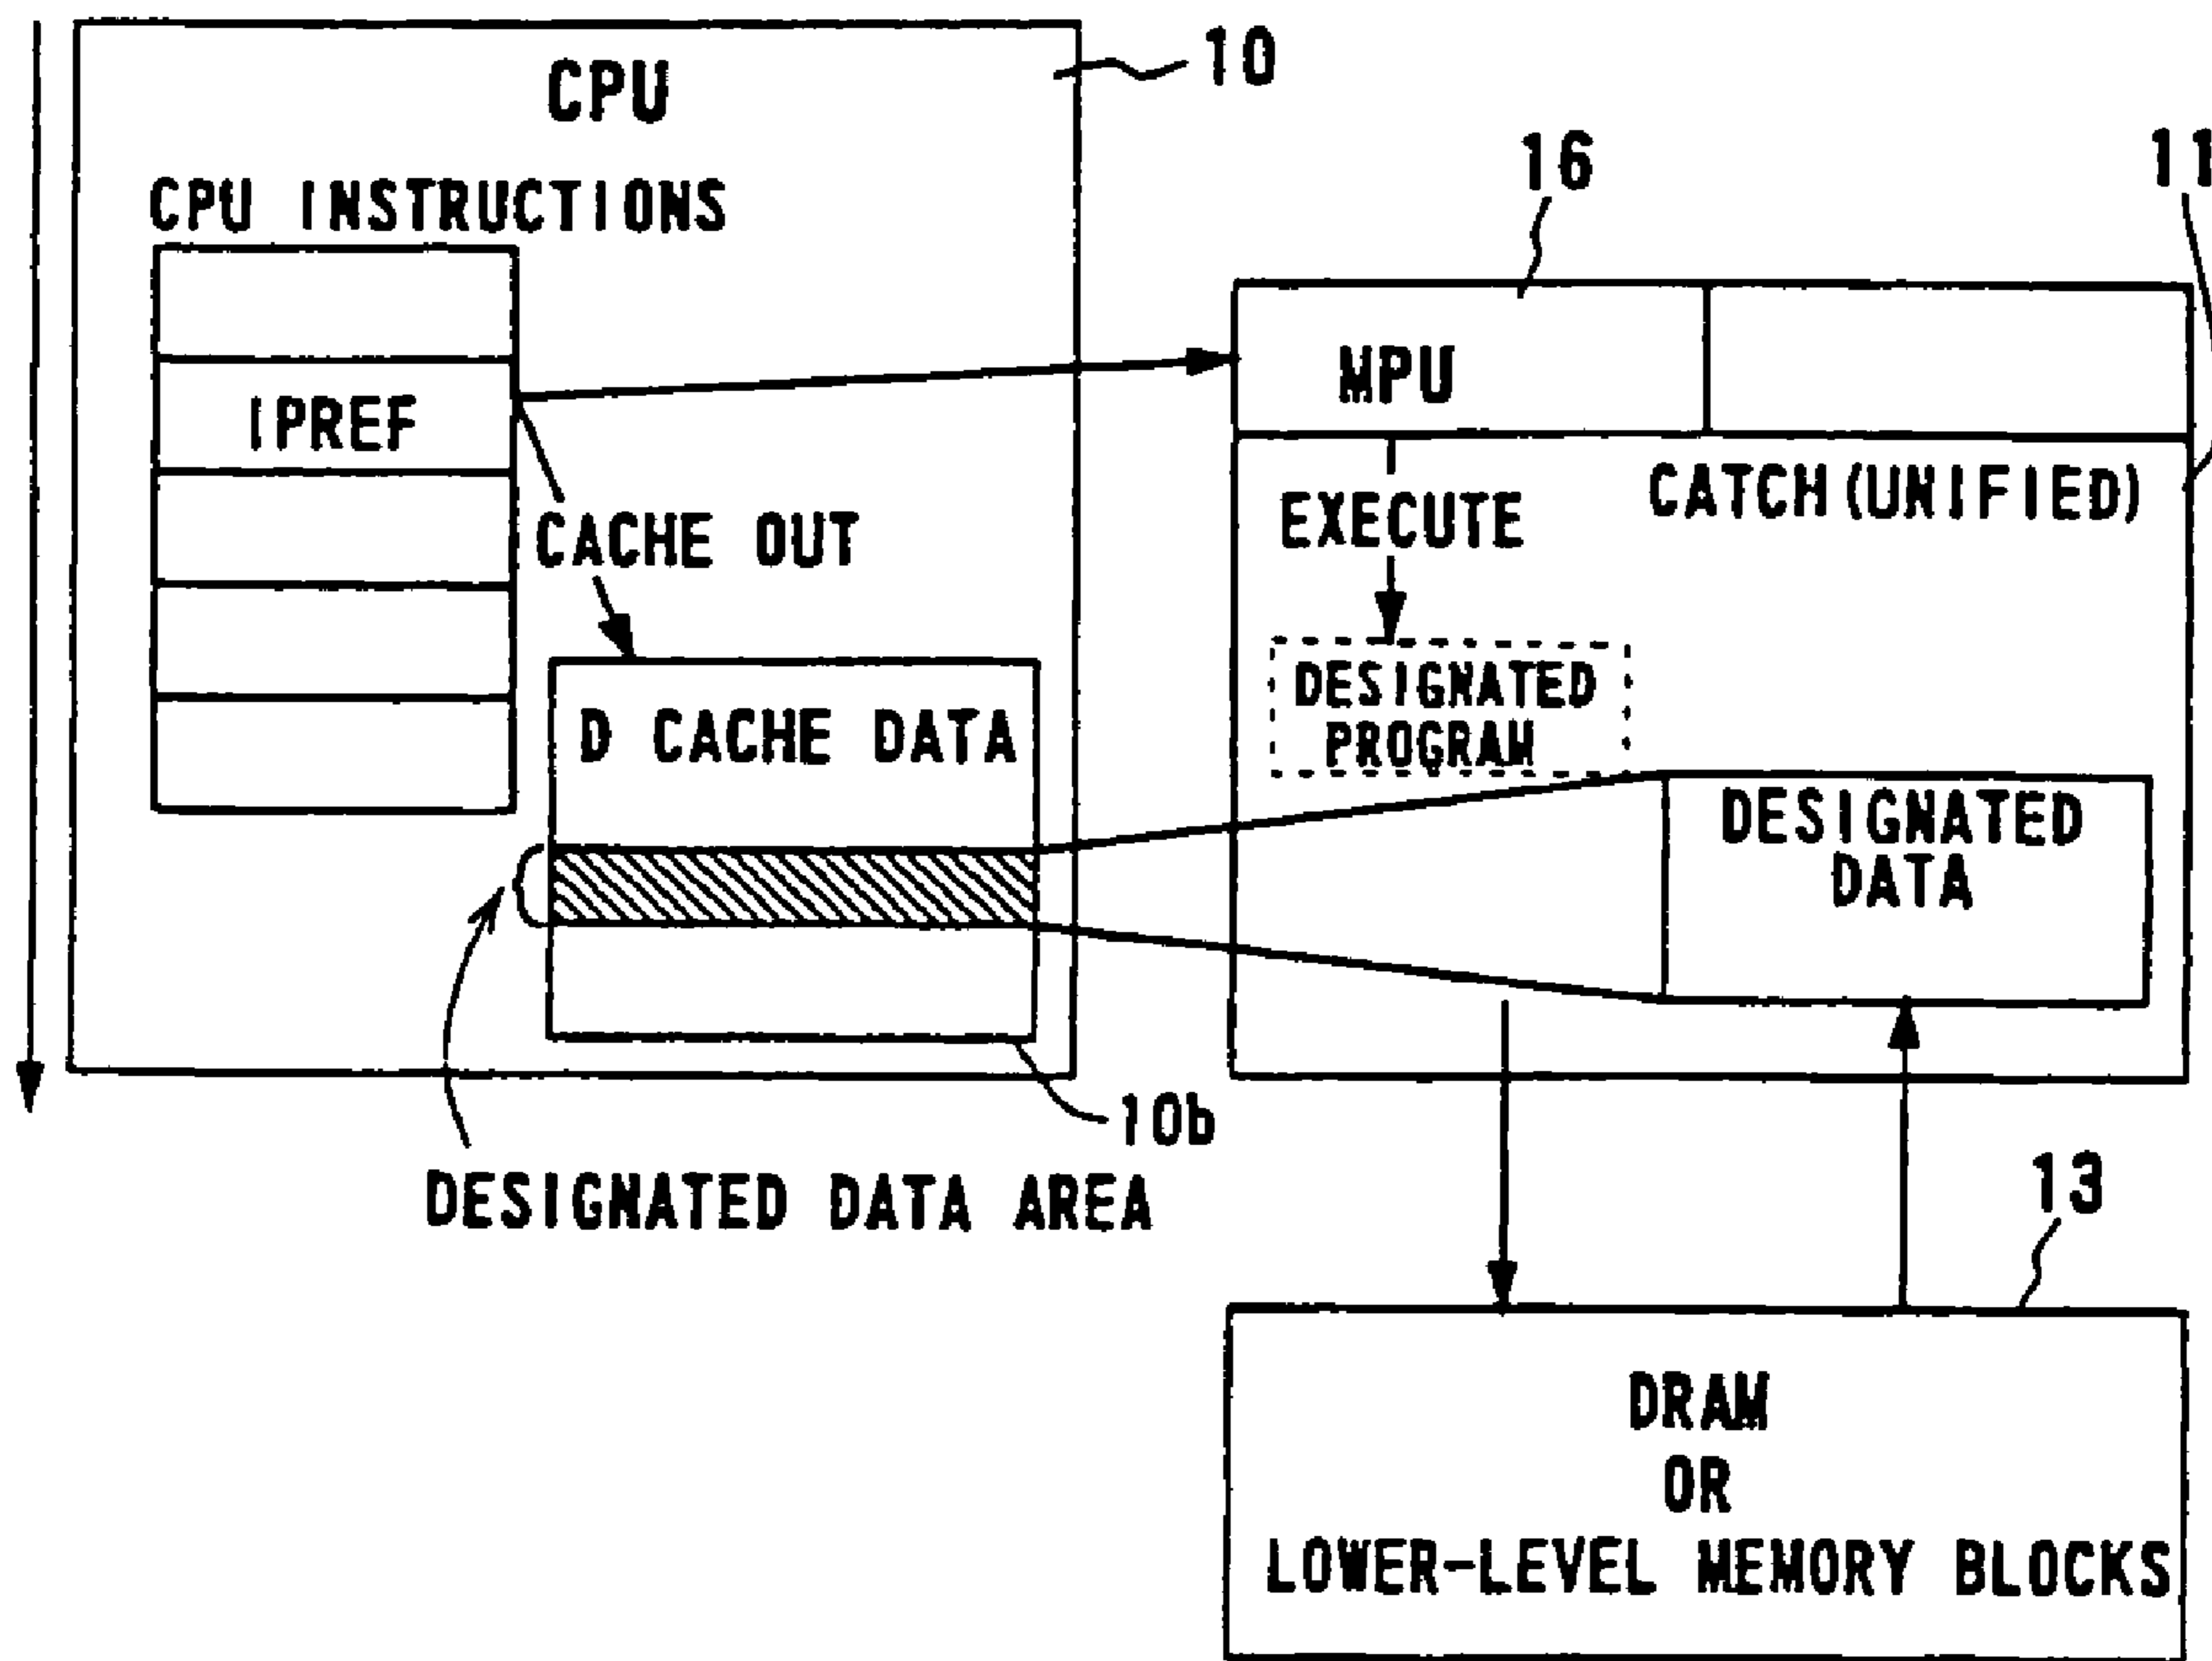 CPU
10
CPU INSTRUCTIONS
16
11
IPREF
MPU
CACHE OUT
EXECUTE
CATCH(UNIFIED)
D CACHE DATA
DESIGNATED
PROGRAM
DESIGNATED
DATA
10b
DESIGNATED DATA AREA
13
DRAM
OR
LOWER-LEVEL MEMORY BLOCKS